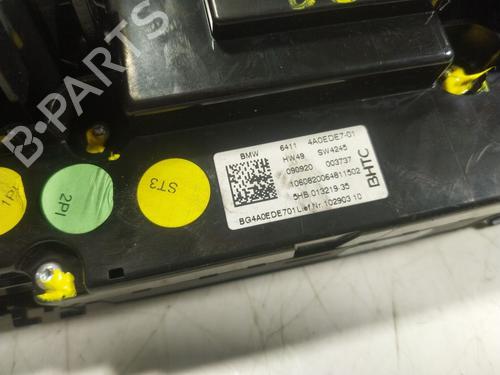 B-PARTS
BMW 6411 4A0EDE7-01
HW49 SW4245
090920 003737
1060820064811502
5HB 013219 35
BG4A0EDE701 Lief.Nr.102903 10
BHTC
ST3
2PI
1PI